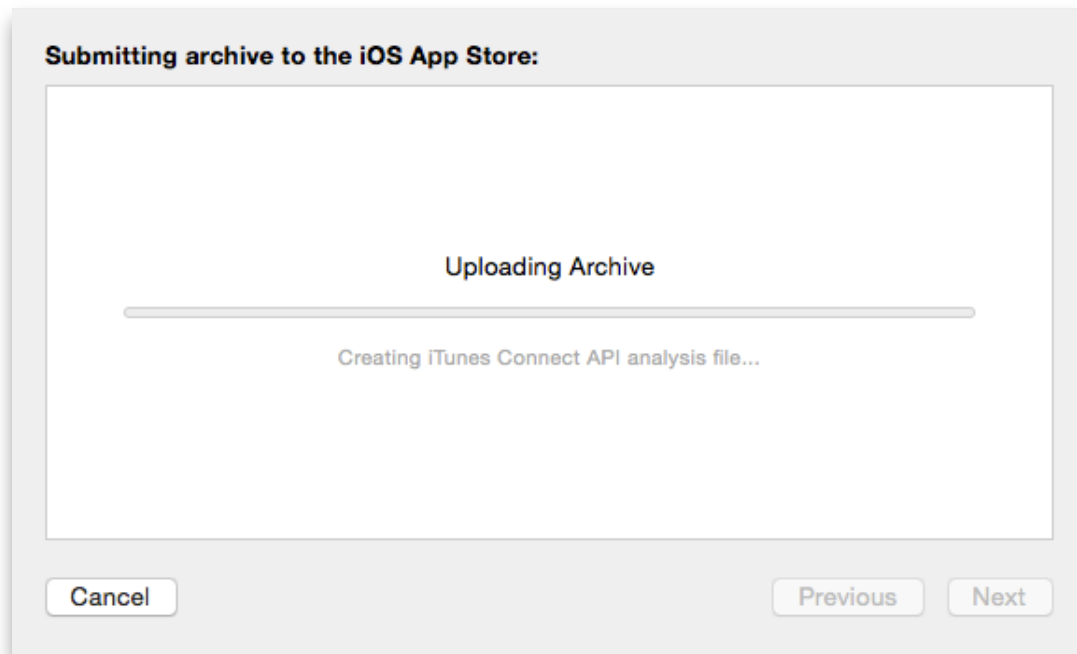 Submitting archive to the iOS App Store:
Uploading Archive
Creating iTunes Connect API analysis file...
Cancel
Previous
Next